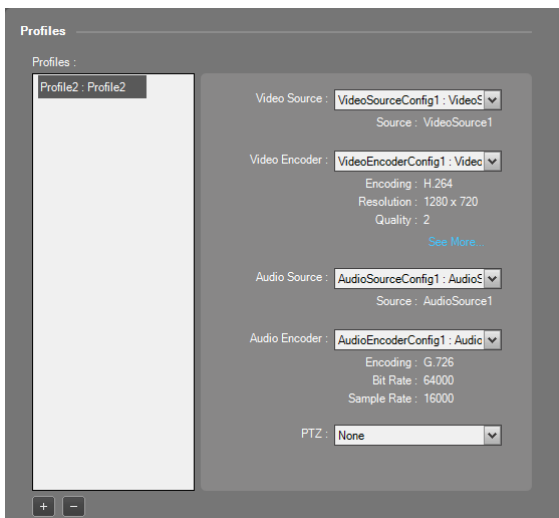 Profiles
Profiles :
Profile2 : Profile2
Video Source : VideoSourceConfig1 : VideoS
Source : VideoSource1
Video Encoder : VideoEncoderConfig1 : Videc
Encoding : H.264
Resolution : 1280 x 720
Quality : 2
See More...
Audio Source : AudioSourceConfig1 : AudioS
Source : AudioSource1
Audio Encoder : AudioEncoderConfig1 : Audic
Encoding : G.726
Bit Rate : 64000
Sample Rate : 16000
PTZ : None
+ −